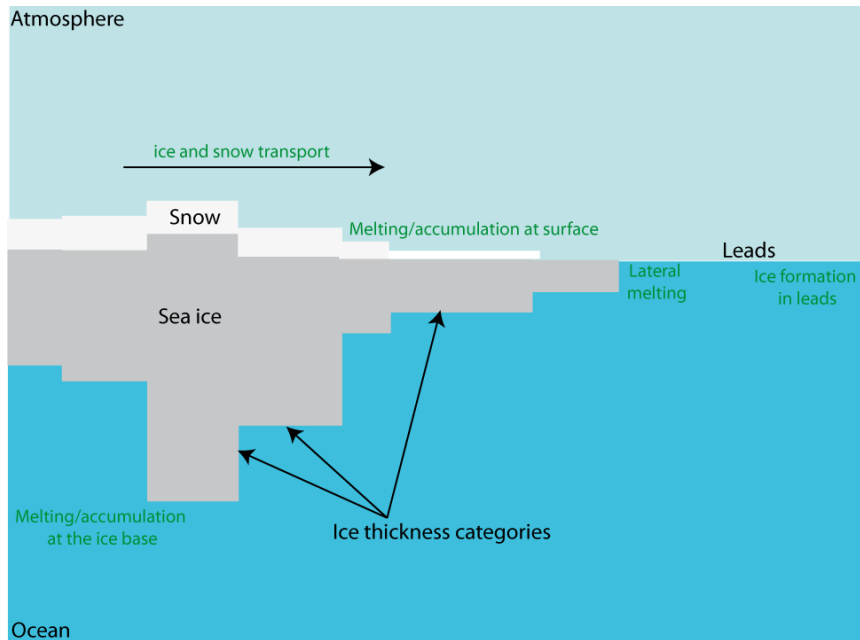 Atmosphere
ice and snow transport
Snow
Melting/accumulation at surface
Leads
Lateral
melting
Ice formation
in leads
Sea ice
Melting/accumulation
at the ice base
Ice thickness categories
Ocean